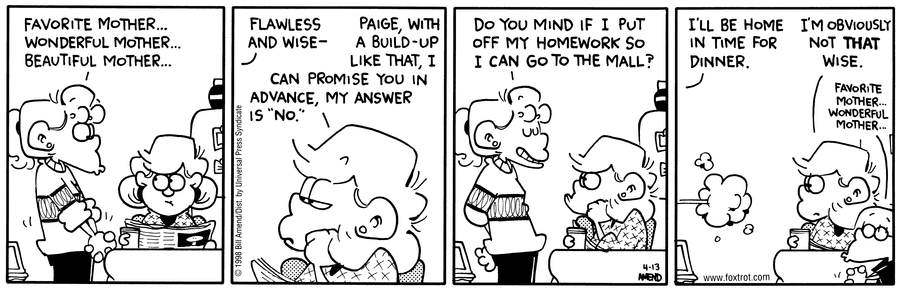 FAVORITE MOTHER...
WONDERFUL MOTHER...
BEAUTIFUL MOTHER...
FLAWLESS
AND WISE-
PAIGE, WITH
A BUILD-UP
LIKE THAT, I
CAN PROMISE YOU IN
ADVANCE, MY ANSWER
IS "NO."
© 1998 Bill Amend/Dist. by Universal Press Syndicate
DO YOU MIND IF I PUT
OFF MY HOMEWORK SO
I CAN GO TO THE MALL?
4-13
AMEND
I'LL BE HOME
IN TIME FOR
DINNER.
I'M OBVIOUSLY
NOT THAT
WISE.
FAVORITE
MOTHER...
WONDERFUL
MOTHER...
www.foxtrot.com